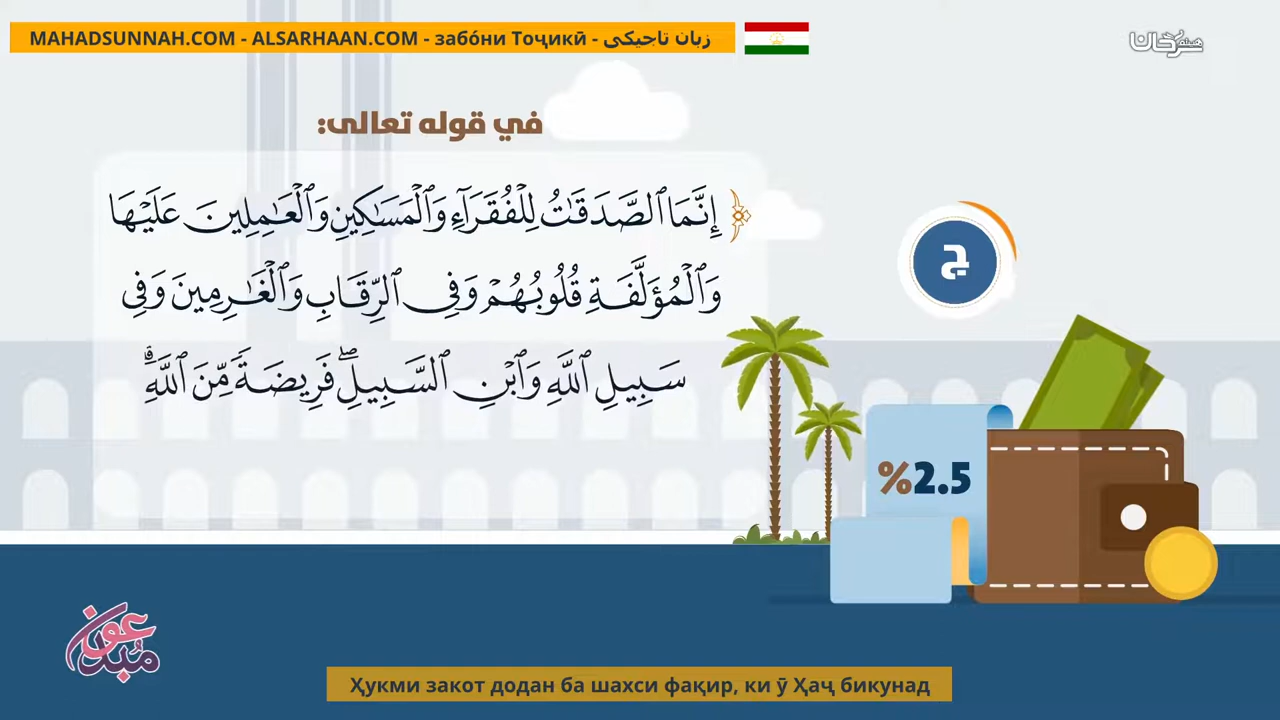 MAHADSUNNAH.COM - ALSARHAAN.COM - забо́ни Тоҷикӣ - زبان تاجیکی
في قوله تعالى:
إِنَّمَا ٱلصَّدَقَٰتُ لِلْفُقَرَآءِ وَٱلْمَسَٰكِينِ وَٱلْعَٰمِلِينَ عَلَيْهَا
وَٱلْمُؤَلَّفَةِ قُلُوبُهُمْ وَفِى ٱلرِّقَابِ وَٱلْغَٰرِمِينَ وَفِى
سَبِيلِ ٱللَّهِ وَٱبْنِ ٱلسَّبِيلِۖ فَرِيضَةً مِّنَ ٱللَّهِۗ
ج
%2.5
Ҳукми закот додан ба шахси фақир, ки ӯ Ҳаҷ бикунад